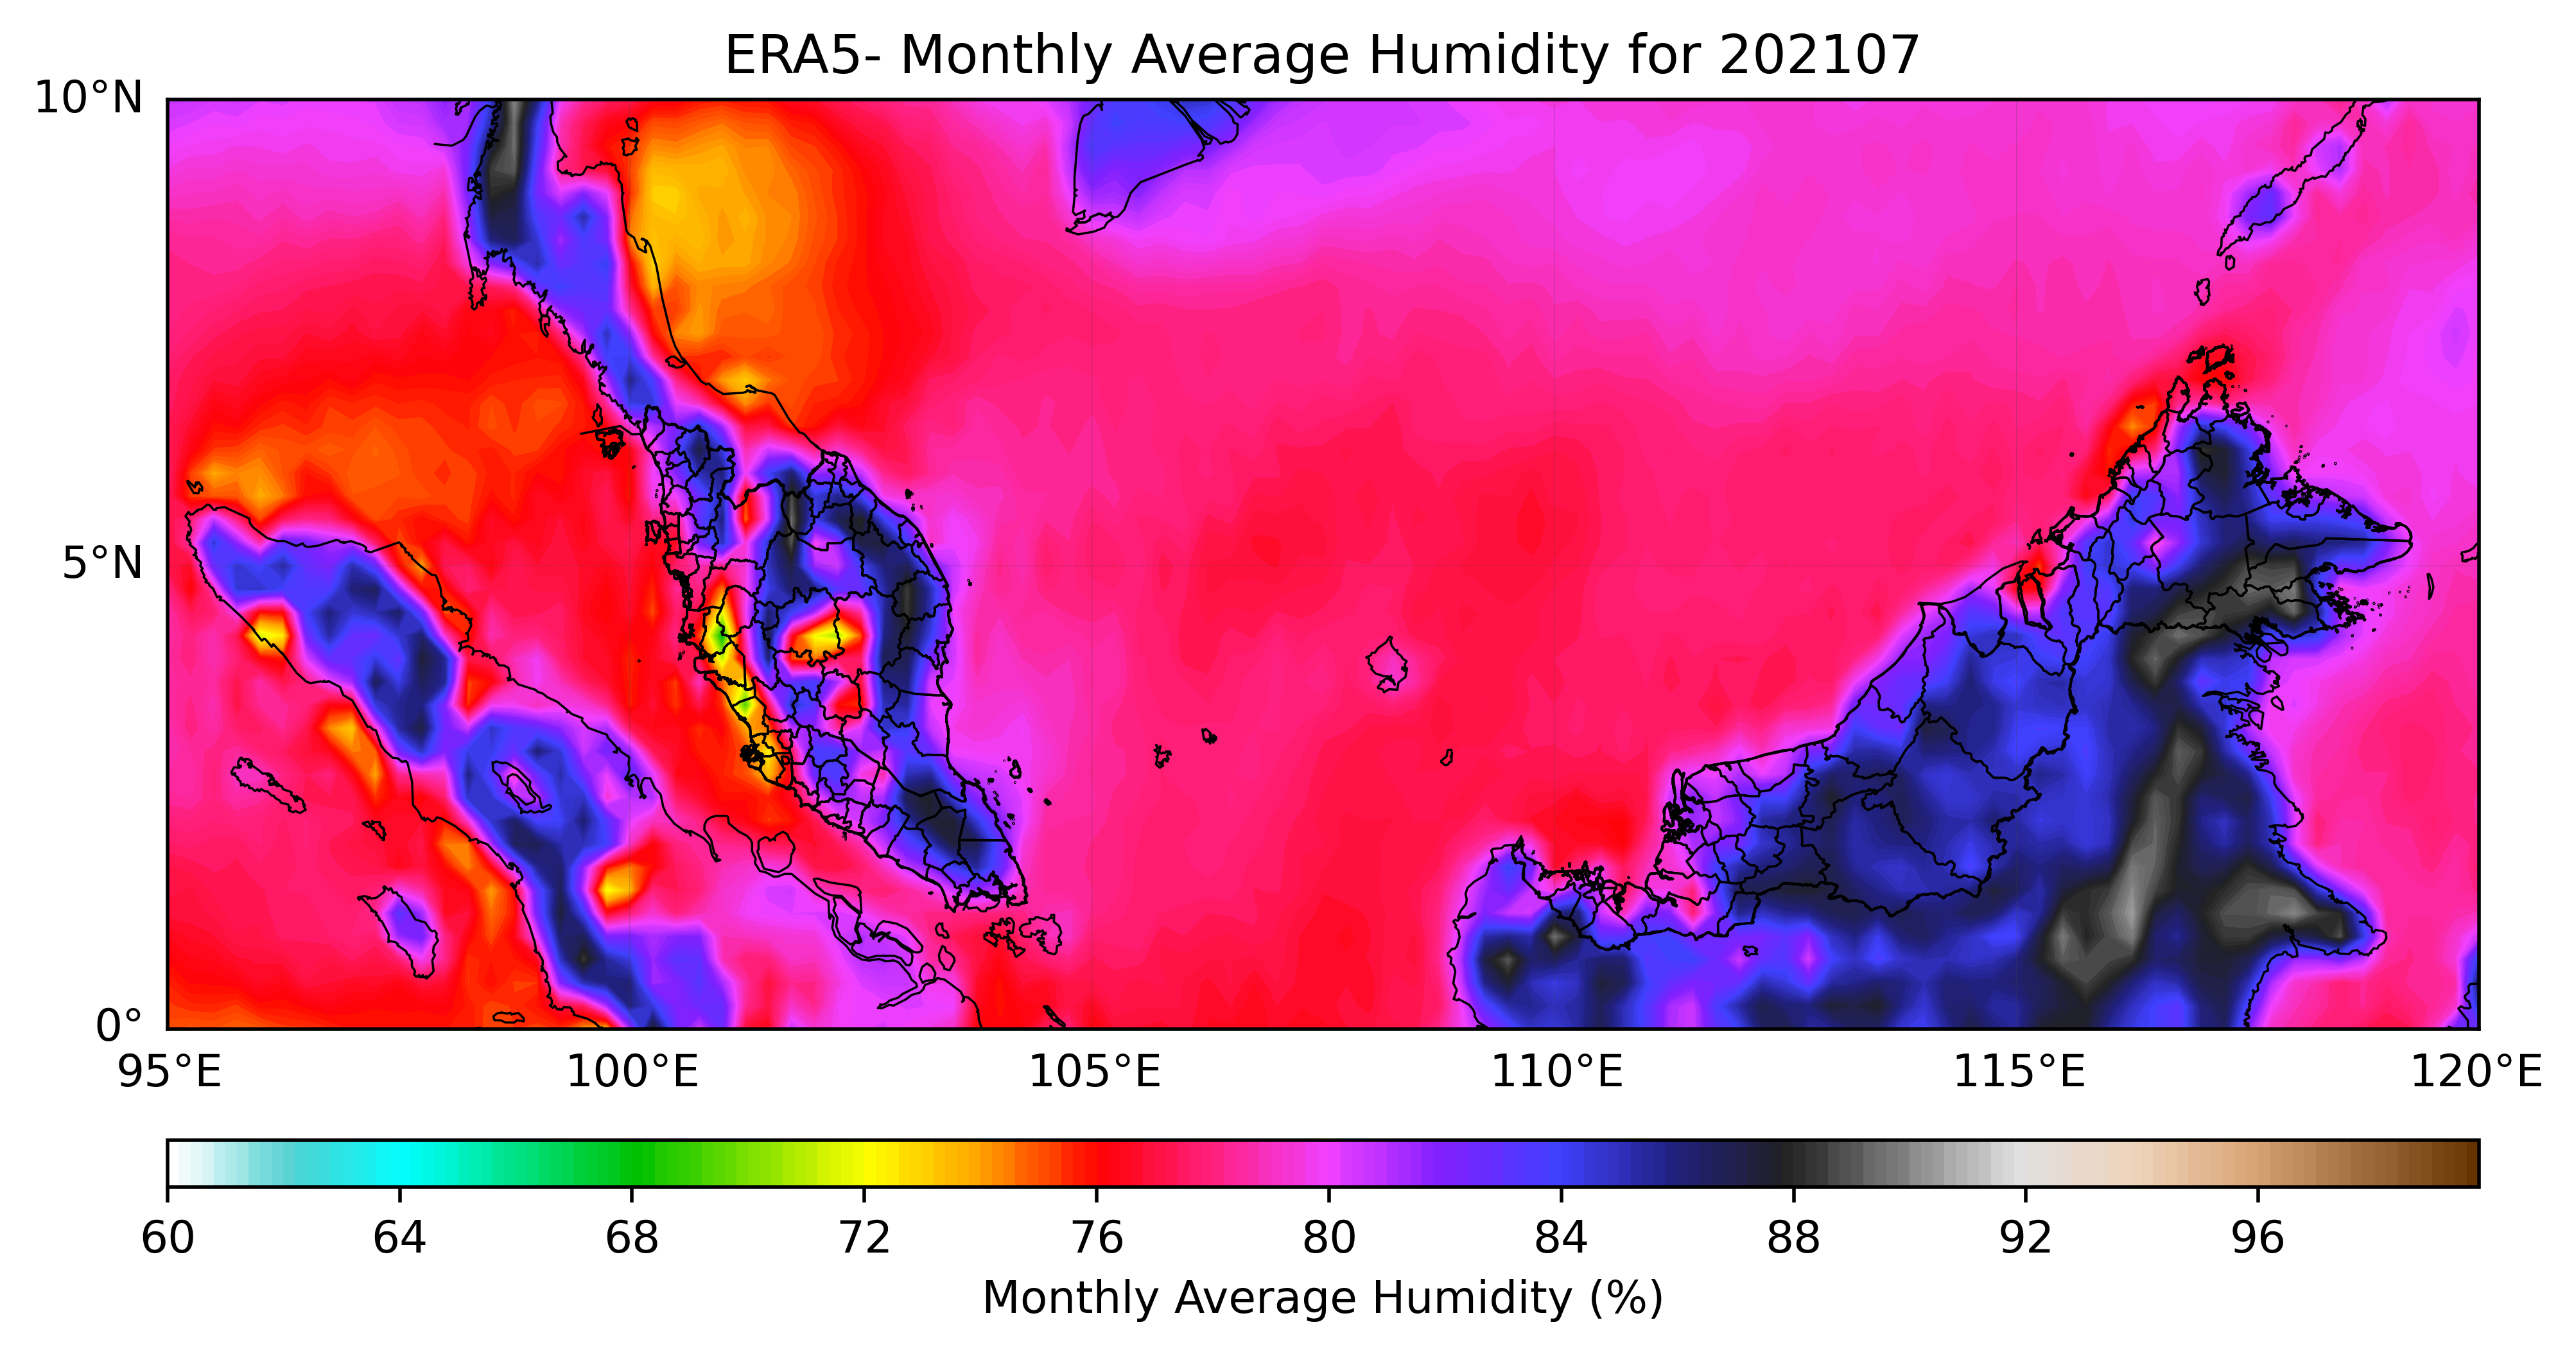 ERA5- Monthly Average Humidity for 202107
10°N
5°N
0°
95°E 100°E 105°E 110°E 115°E 120°E
60 64 68 72 76 80 84 88 92 96
Monthly Average Humidity (%)